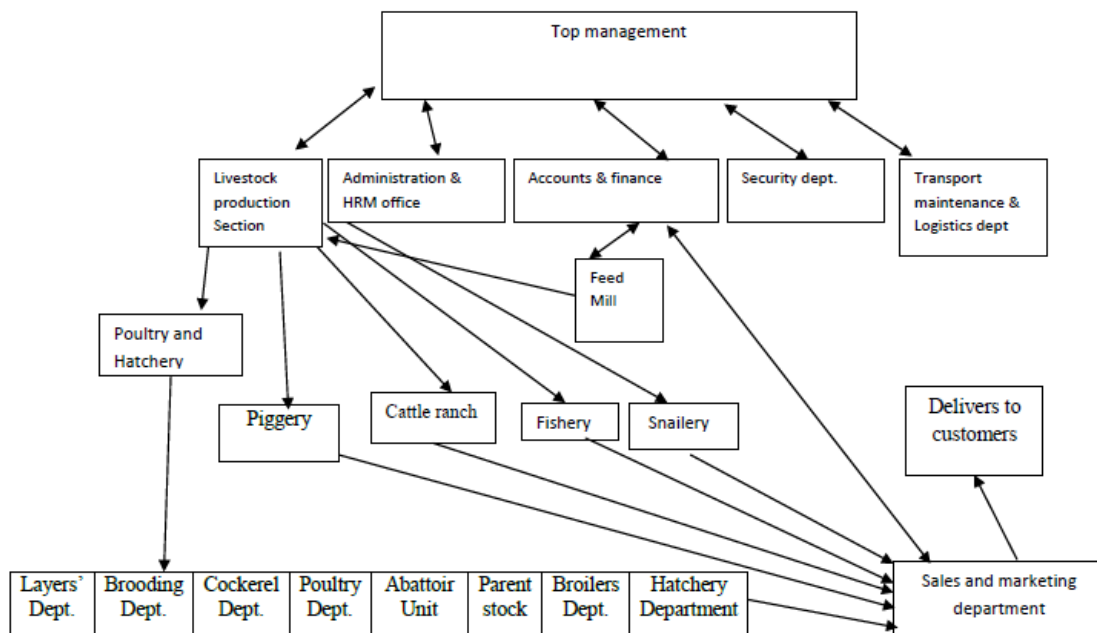 Top management
Livestock
production
Section
Administration &
HRM office
Accounts & finance
Security dept.
Transport
maintenance &
Logistics dept
Feed
Mill
Poultry and
Hatchery
Piggery
Cattle ranch
Fishery
Snailery
Delivers to
customers
Layers'
Dept.
Brooding
Dept.
Cockerel
Dept.
Poultry
Dept.
Abattoir
Unit
Parent
stock
Broilers
Dept.
Hatchery
Department
Sales and marketing
department